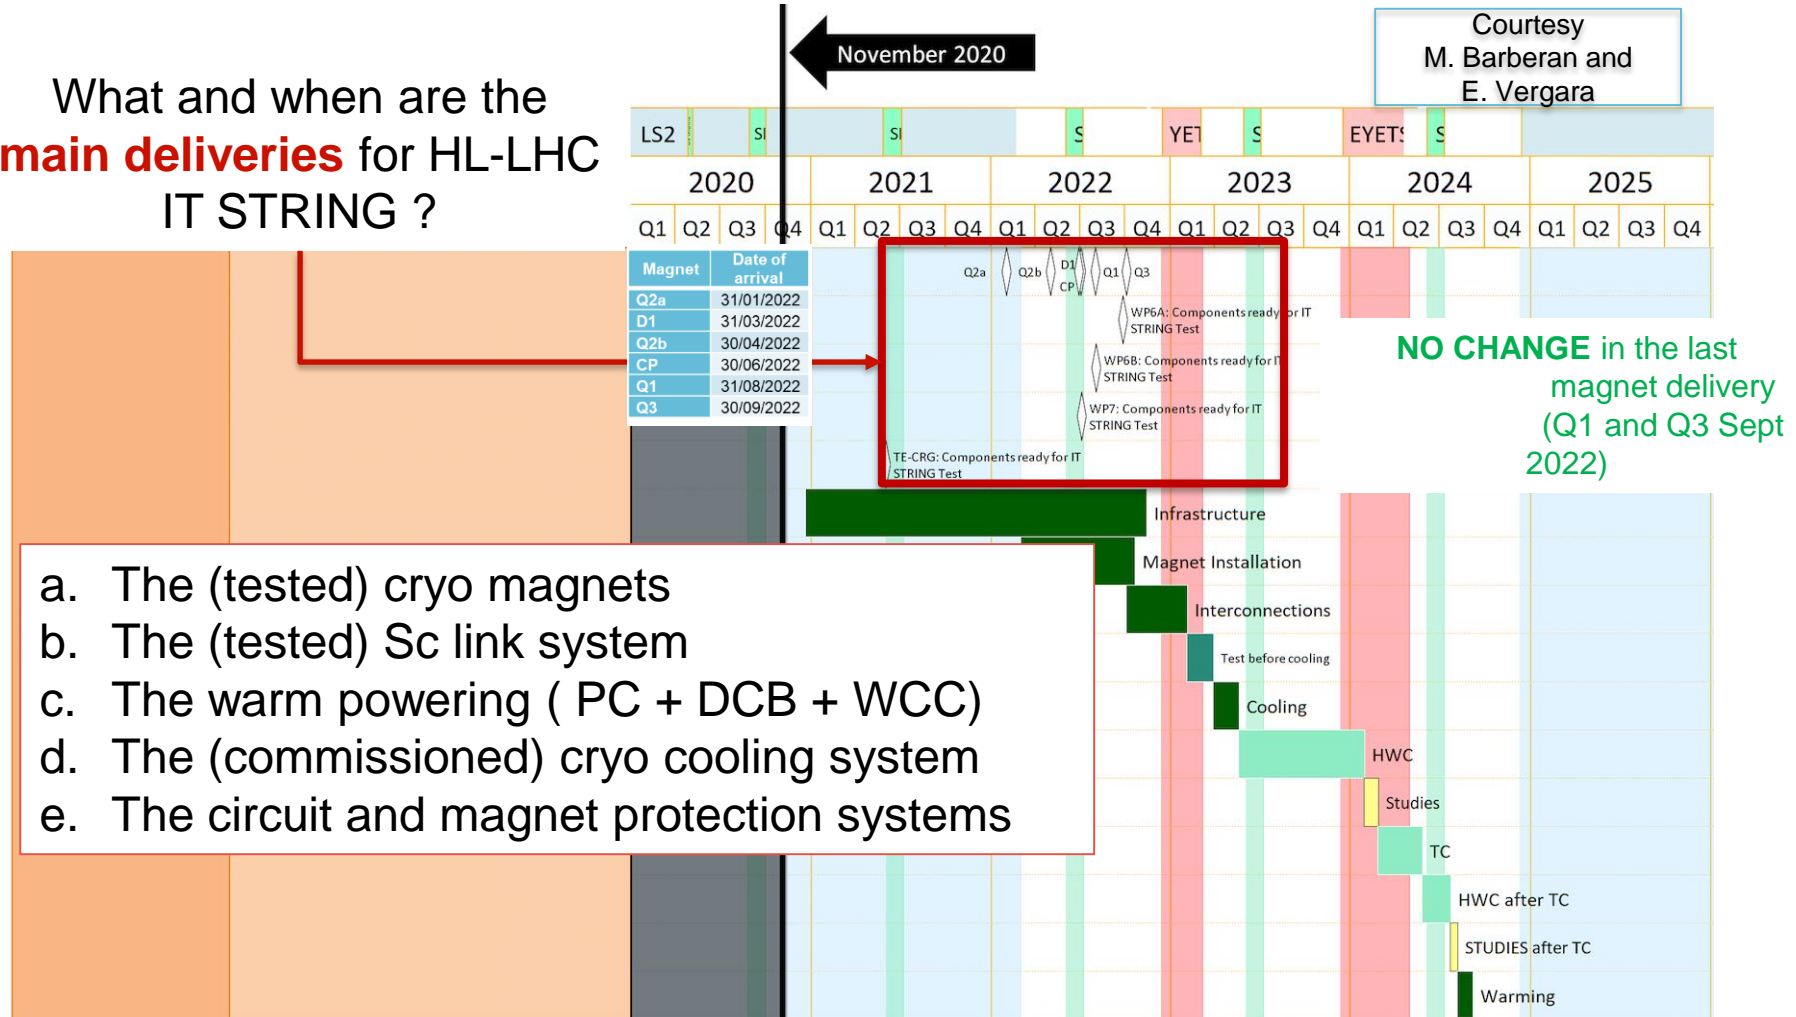 November 2020
Courtesy
M. Barberan and
E. Vergara
What and when are the
main deliveries for HL-LHC
IT STRING ?
LS2 SI SI S YET S EYETS S
2020 2021 2022 2023 2024 2025
Q1 Q2 Q3 Q4 Q1 Q2 Q3 Q4 Q1 Q2 Q3 Q4 Q1 Q2 Q3 Q4 Q1 Q2 Q3 Q4 Q1 Q2 Q3 Q4
Magnet Date of arrival
Q2a 31/01/2022
D1 31/03/2022
Q2b 30/04/2022
CP 30/06/2022
Q1 31/08/2022
Q3 30/09/2022
Q2a Q2b D1 CP Q1 Q3
WP6A: Components ready for IT
STRING Test
WP6B: Components ready for IT
STRING Test
WP7: Components ready for IT
STRING Test
TE-CRG: Components ready for IT
STRING Test
NO CHANGE in the last
magnet delivery
(Q1 and Q3 Sept
2022)
Infrastructure
Magnet Installation
Interconnections
Test before cooling
Cooling
HWC
Studies
TC
HWC after TC
STUDIES after TC
Warming
a. The (tested) cryo magnets
b. The (tested) Sc link system
c. The warm powering ( PC + DCB + WCC)
d. The (commissioned) cryo cooling system
e. The circuit and magnet protection systems